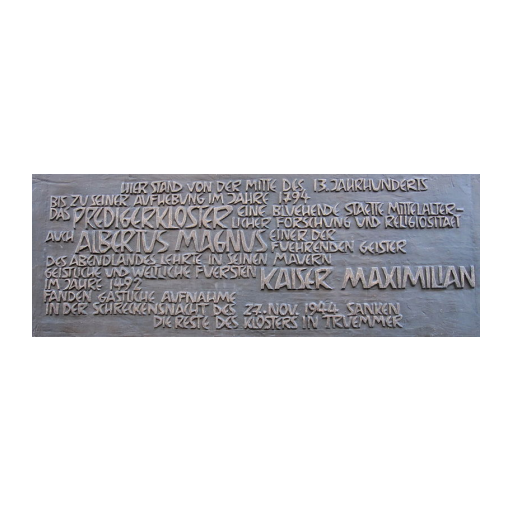 HIER STAND VON DER MITTE DES 13. JAHRHUNDERTS
BIS ZU SEINER AUFHEBUNG IM JAHRE 1794
DAS PREDIGERKLOSTER EINE BLUEHENDE STAETTE MITTELALTER-
LICHER FORSCHUNG UND RELIGIOSITAET
AUCH ALBERTUS MAGNUS EINER DER
FUEHRENDEN GEISTER
DES ABENDLANDES LEHRTE IN SEINEN MAUERN
GEISTLICHE UND WELTLICHE FUERSTEN KAISER MAXIMILIAN
IM JAHRE 1492
FANDEN GASTLICHE AUFNAHME
IN DER SCHRECKENSNACHT DES 27. NOV. 1944 SANKEN
DIE RESTE DES KLOSTERS IN TRUEMMER